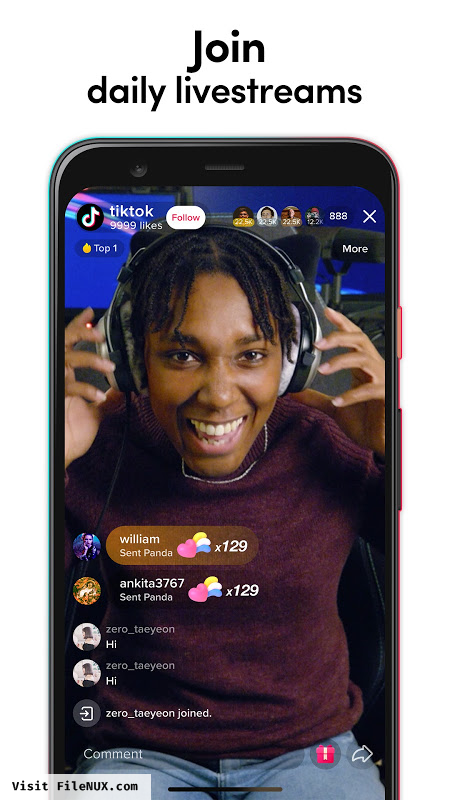 Join
daily livestreams
tiktok
9999 likes
Follow
22.5K
22.5K
22.5K
12.2K
888
Top 1
More
william
Sent Panda
x129
ankita3767
Sent Panda
x129
zero_taeyeon
Hi
zero_taeyeon
Hi
zero_taeyeon joined.
Comment
Visit FileNUX.com